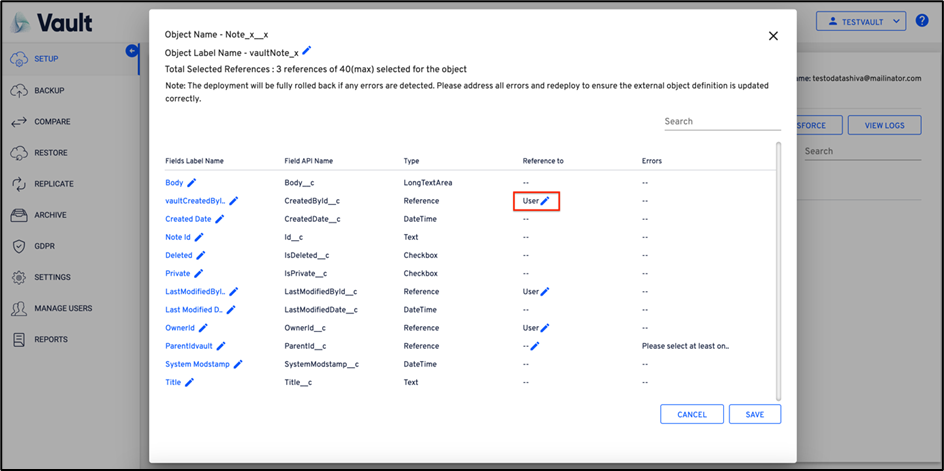 Vault
SETUP
BACKUP
COMPARE
RESTORE
REPLICATE
ARCHIVE
GDPR
SETTINGS
MANAGE USERS
REPORTS
Object Name - Note_x__x
Object Label Name - vaultNote_x
Total Selected References : 3 references of 40(max) selected for the object
Note: The deployment will be fully rolled back if any errors are detected. Please address all errors and redeploy to ensure the external object definition is updated
correctly.
Search
Fields Label Name Field API Name Type Reference to Errors
Body Body__c LongTextArea -- --
vaultCreatedByI.. CreatedById__c Reference User --
Created Date CreatedDate__c DateTime -- --
Note Id Id__c Text -- --
Deleted IsDeleted__c Checkbox -- --
Private IsPrivate__c Checkbox -- --
LastModifiedByI.. LastModifiedById__c Reference User --
Last Modified D.. LastModifiedDate__c DateTime -- --
OwnerId OwnerId__c Reference User --
ParentIdvault ParentId__c Reference -- Please select at least on..
System Modstamp SystemModstamp__c DateTime -- --
Title Title__c Text -- --
CANCEL SAVE
TESTVAULT ?
ame: testodatashiva@mailinator.com
SFORCE VIEW LOGS
Search